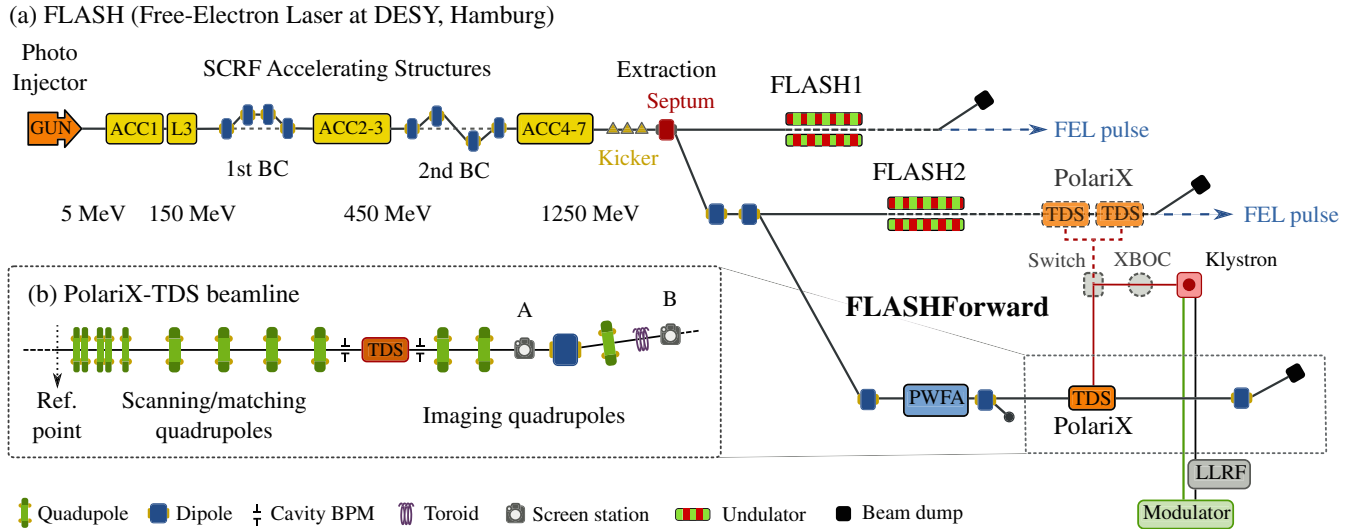 (a) FLASH (Free-Electron Laser at DESY, Hamburg)
Photo
Injector
SCRF Accelerating Structures
Extraction
Septum
FLASH1
GUN
ACC1
L3
ACC2-3
ACC4-7
FEL pulse
1st BC
2nd BC
Kicker
FLASH2
PolariX
5 MeV
150 MeV
450 MeV
1250 MeV
TDS
TDS
FEL pulse
Switch
XBOC
Klystron
(b) PolariX-TDS beamline
A
B
FLASHForward
TDS
Ref.
point
Scanning/matching
quadrupoles
Imaging quadrupoles
PWFA
TDS
PolariX
LLRF
Modulator
Quadupole
Dipole
Cavity BPM
Toroid
Screen station
Undulator
Beam dump